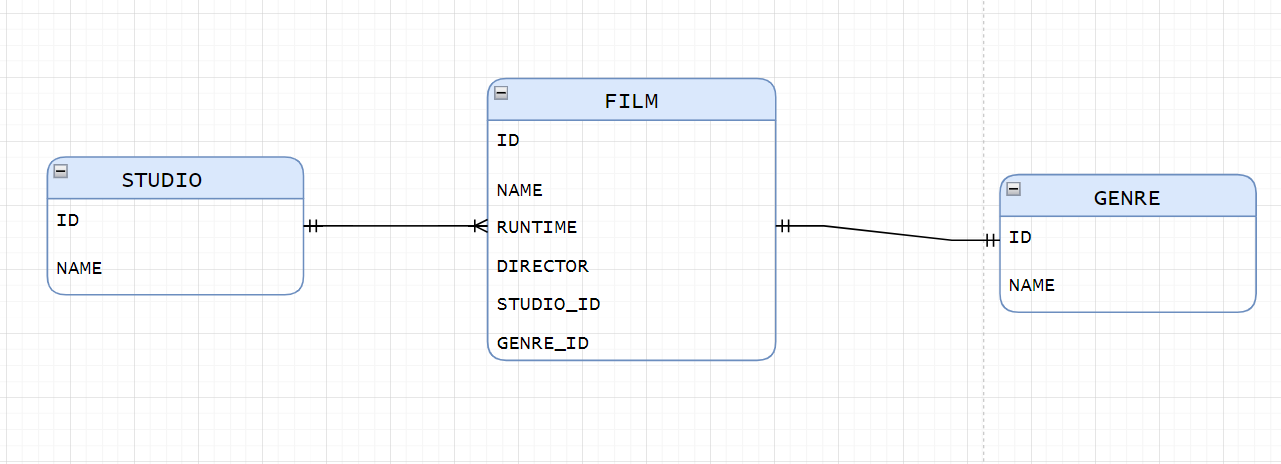 STUDIO
ID
NAME
FILM
ID
NAME
RUNTIME
DIRECTOR
STUDIO_ID
GENRE_ID
GENRE
ID
NAME